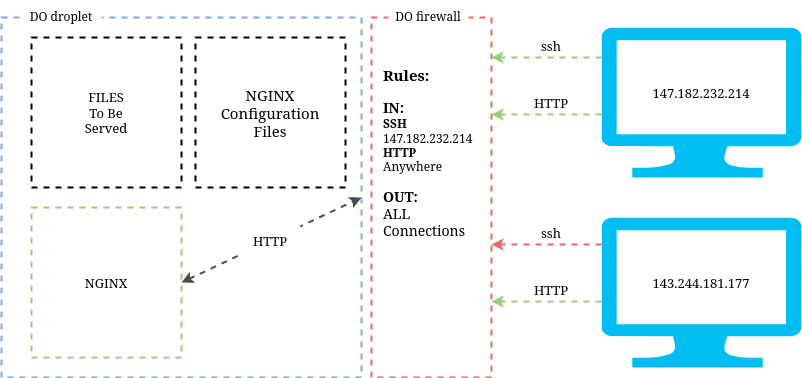 DO droplet
FILES
To Be
Served
NGINX
Configuration
Files
NGINX
HTTP
DO firewall
Rules:
IN:
SSH
147.182.232.214
HTTP
Anywhere
OUT:
ALL
Connections
ssh
HTTP
147.182.232.214
ssh
HTTP
143.244.181.177